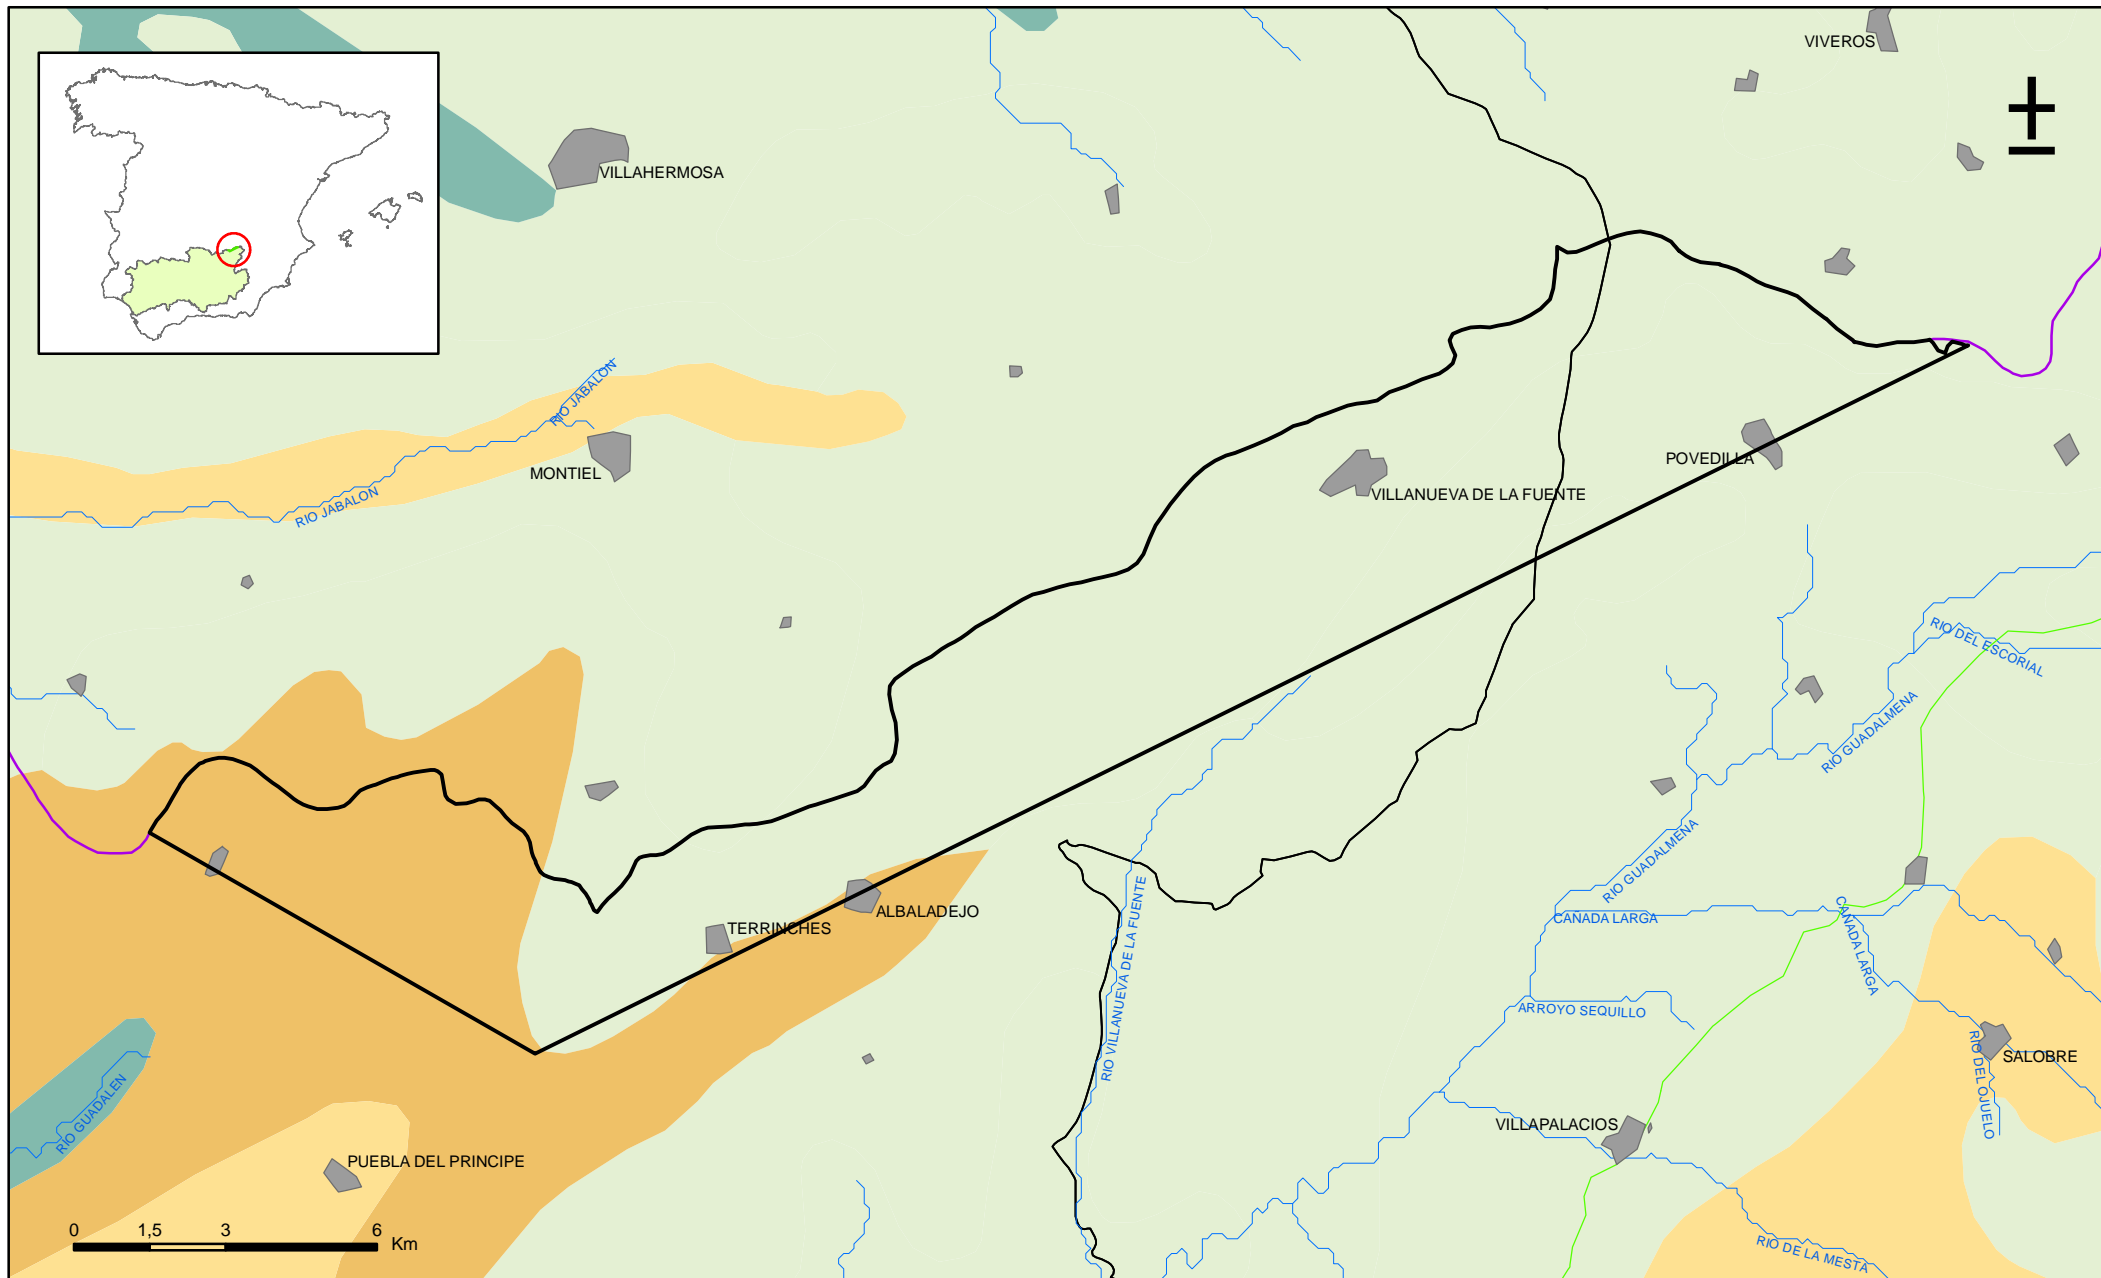 VIVEROS
±
VILLAHERMOSA
RIO JABALON
MONTIEL
RIO JABALON
POVEDILLA
VILLANUEVA DE LA FUENTE
RIO DEL ESCORIAL
RIO GUADALMENA
RIO GUADALMENA
ALBALADEJO
TERRINCHES
CAÑADA LARGA
CAÑADA LARGA
RIO VILLANUEVA DE LA FUENTE
ARROYO SEQUILLO
SALOBRE
RIO DEL OJUELO
RIO GUADALEN
VILLAPALACIOS
PUEBLA DEL PRINCIPE
RIO DE LA MESTA
0 1,5 3 6
Km